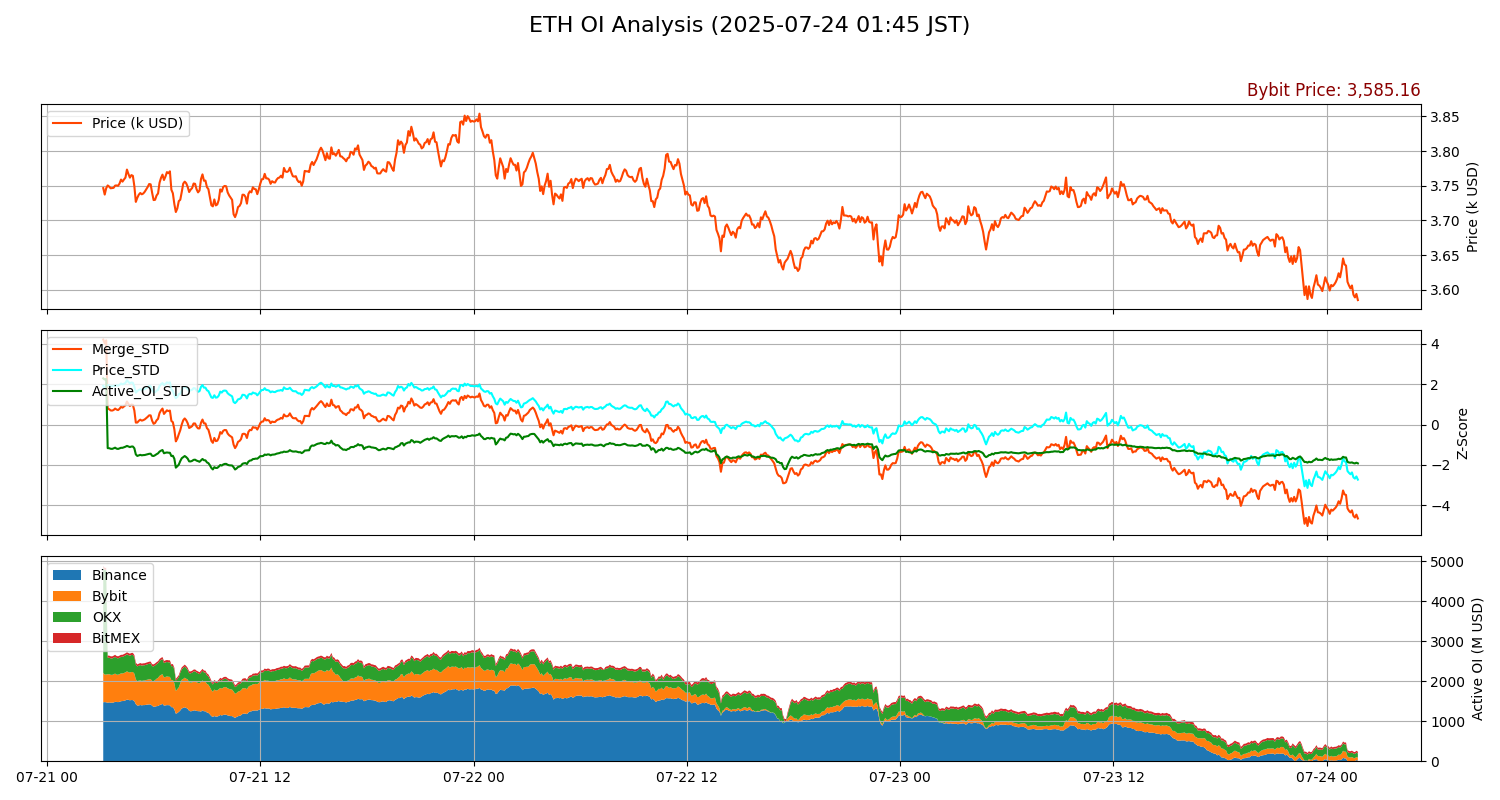 ETH OI Analysis (2025-07-24 01:45 JST)
Bybit Price: 3,585.16
Price (k USD)
3.85
3.80
3.75
3.70
3.65
3.60
Price (k USD)
Merge_STD
Price_STD
Active_OI_STD
4
2
0
−2
−4
Z-Score
Binance
Bybit
OKX
BitMEX
5000
4000
3000
2000
1000
0
Active OI (M USD)
07-21 00
07-21 12
07-22 00
07-22 12
07-23 00
07-23 12
07-24 00